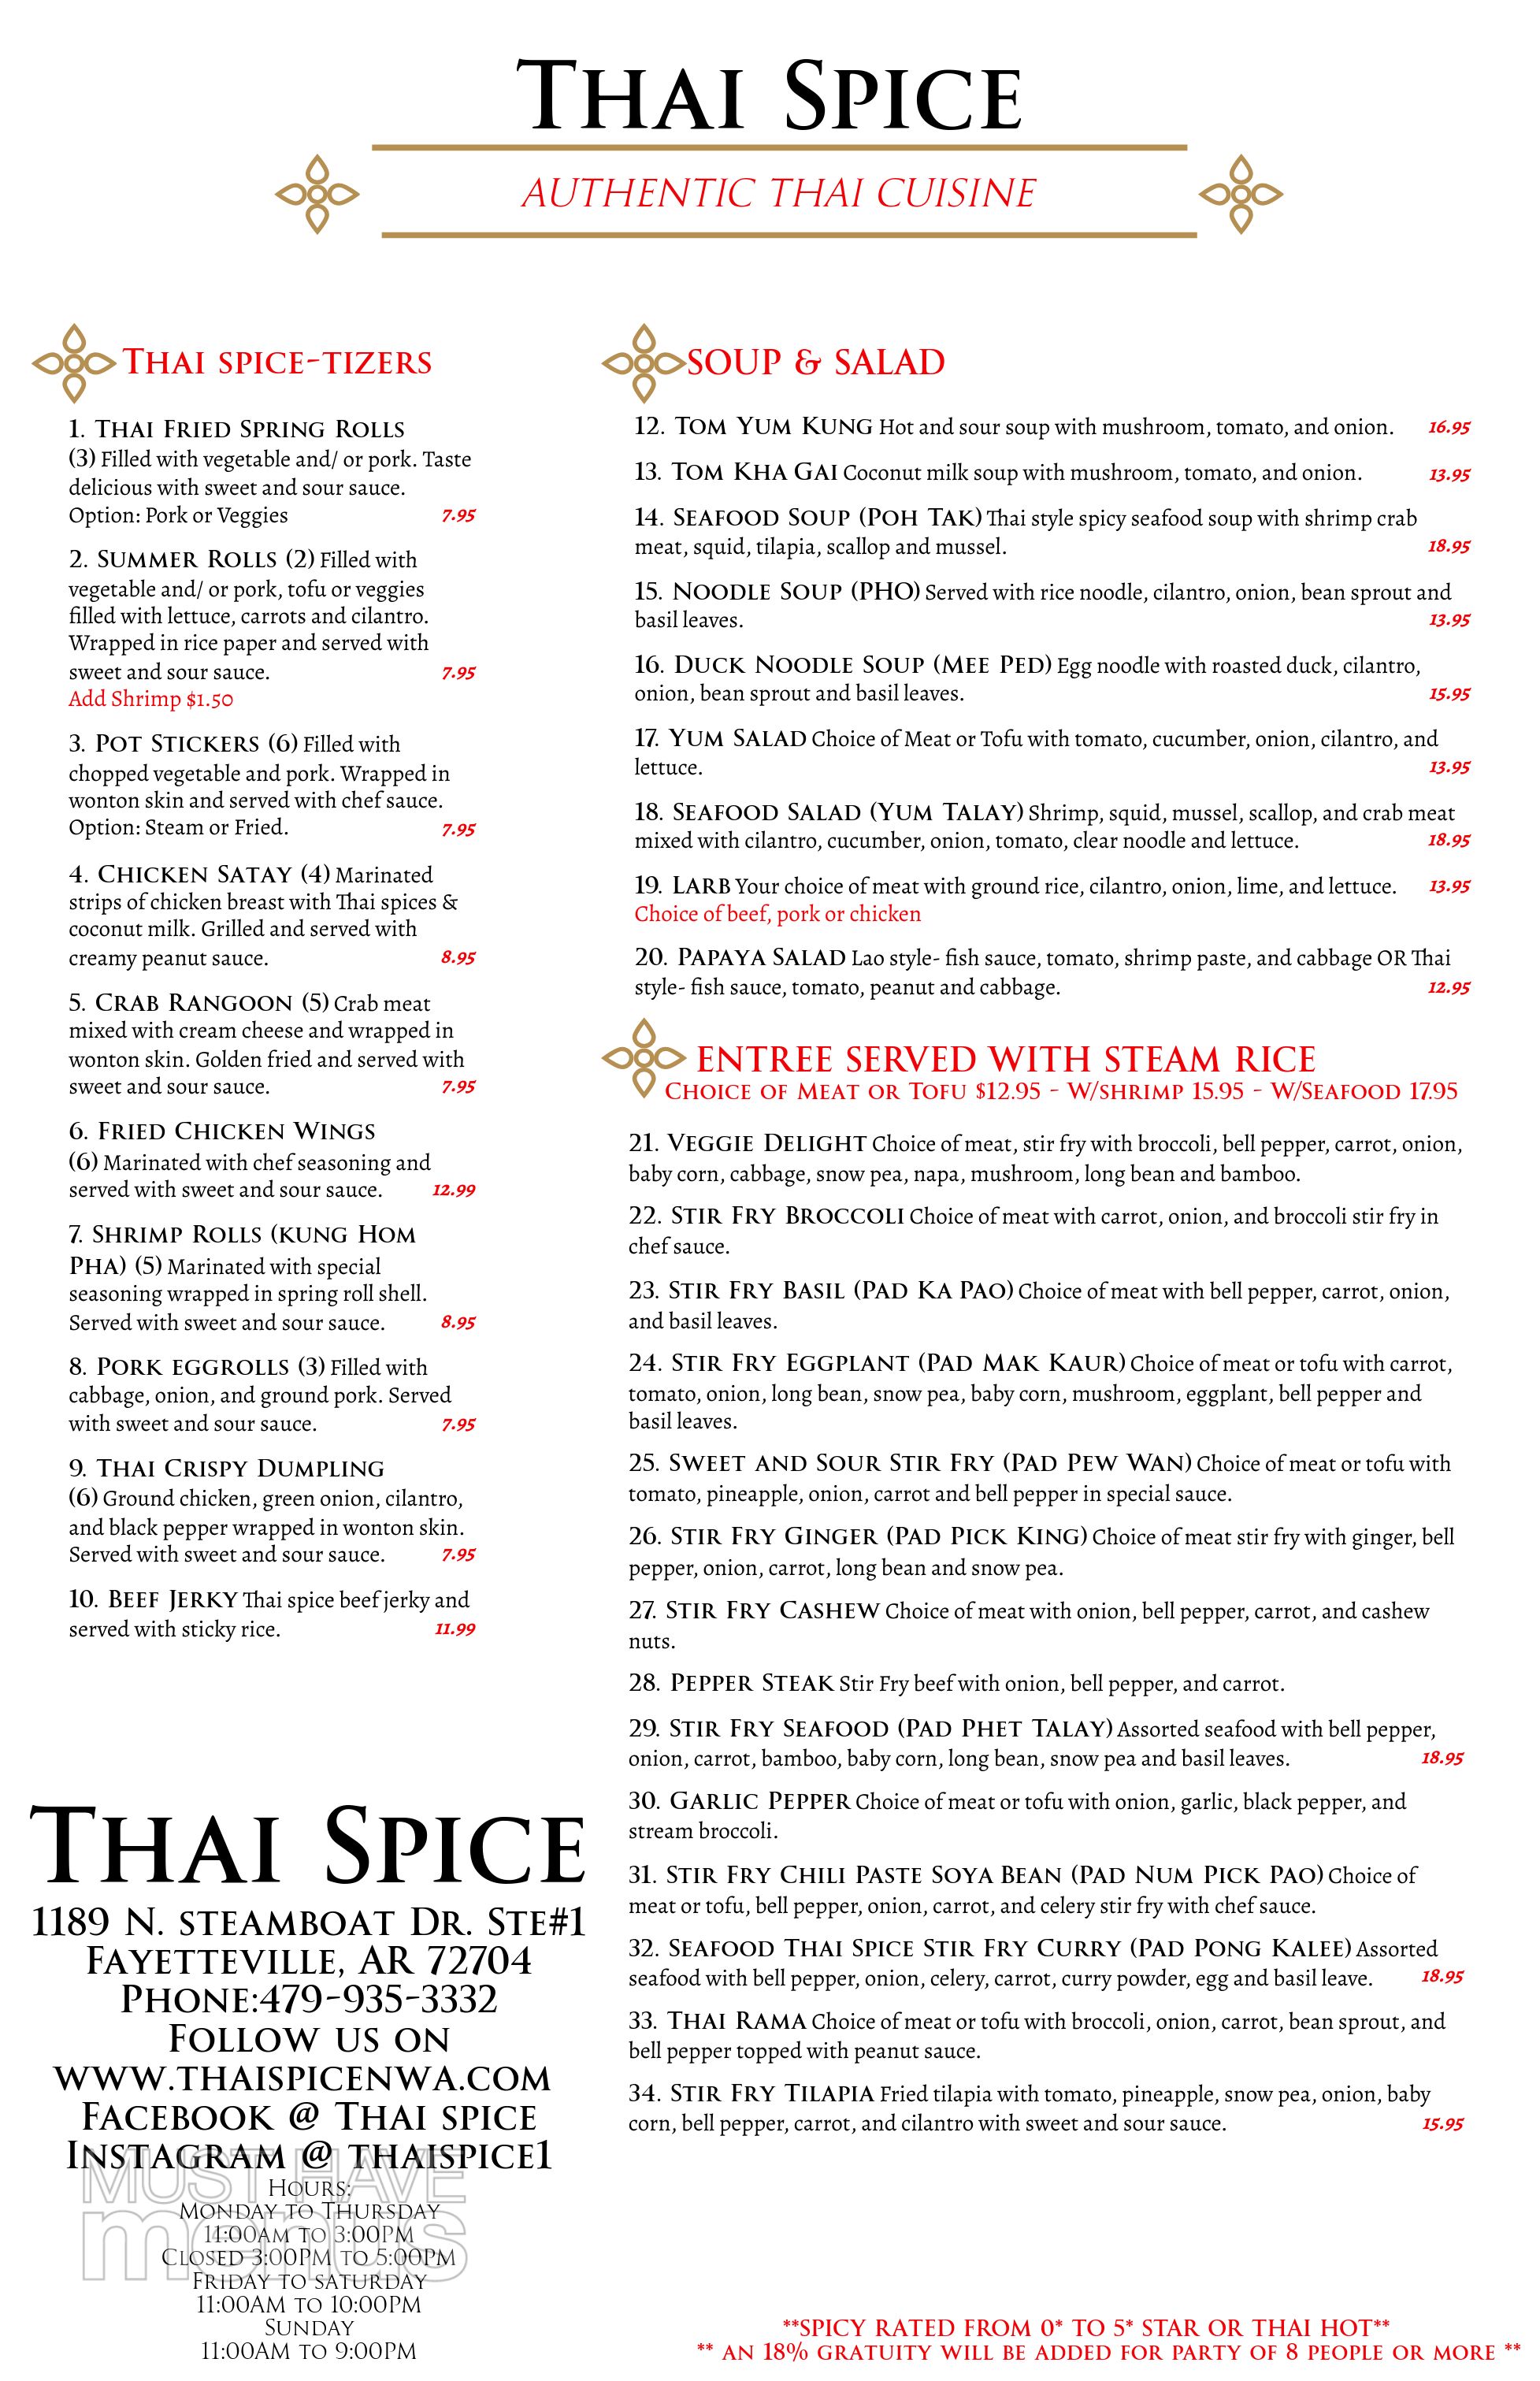 THAI SPICE
AUTHENTIC THAI CUISINE
THAI SPICE-TIZERS
1. THAI FRIED SPRING ROLLS
(3) Filled with vegetable and/ or pork. Taste
delicious with sweet and sour sauce.
Option: Pork or Veggies 7.95
2. SUMMER ROLLS (2) Filled with
vegetable and/ or pork, tofu or veggies
filled with lettuce, carrots and cilantro.
Wrapped in rice paper and served with
sweet and sour sauce. 7.95
Add Shrimp $1.50
3. POT STICKERS (6) Filled with
chopped vegetable and pork. Wrapped in
wonton skin and served with chef sauce.
Option: Steam or Fried. 7.95
4. CHICKEN SATAY (4) Marinated
strips of chicken breast with Thai spices &
coconut milk. Grilled and served with
creamy peanut sauce. 8.95
5. CRAB RANGOON (5) Crab meat
mixed with cream cheese and wrapped in
wonton skin. Golden fried and served with
sweet and sour sauce. 7.95
6. FRIED CHICKEN WINGS
(6) Marinated with chef seasoning and
served with sweet and sour sauce. 12.99
7. SHRIMP ROLLS (KUNG HOM
PHA) (5) Marinated with special
seasoning wrapped in spring roll shell.
Served with sweet and sour sauce. 8.95
8. PORK EGGROLLS (3) Filled with
cabbage, onion, and ground pork. Served
with sweet and sour sauce. 7.95
9. THAI CRISPY DUMPLING
(6) Ground chicken, green onion, cilantro,
and black pepper wrapped in wonton skin.
Served with sweet and sour sauce. 7.95
10. BEEF JERKY Thai spice beef jerky and
served with sticky rice. 11.99
THAI SPICE
1189 N. STEAMBOAT DR. STE#1
FAYETTEVILLE, AR 72704
PHONE:479-935-3332
FOLLOW US ON
WWW.THAISPICENWA.COM
FACEBOOK @ THAI SPICE
INSTAGRAM @ THAISPICE1
MUST HAVE
menus
HOURS:
MONDAY TO THURSDAY
11:00AM TO 3:00PM
CLOSED 3:00PM TO 5:00PM
FRIDAY TO SATURDAY
11:00AM TO 10:00PM
SUNDAY
11:00AM TO 9:00PM
SOUP & SALAD
12. TOM YUM KUNG Hot and sour soup with mushroom, tomato, and onion. 16.95
13. TOM KHA GAI Coconut milk soup with mushroom, tomato, and onion. 13.95
14. SEAFOOD SOUP (POH TAK) Thai style spicy seafood soup with shrimp crab
meat, squid, tilapia, scallop and mussel. 18.95
15. NOODLE SOUP (PHO) Served with rice noodle, cilantro, onion, bean sprout and
basil leaves. 13.95
16. DUCK NOODLE SOUP (MEE PED) Egg noodle with roasted duck, cilantro,
onion, bean sprout and basil leaves. 15.95
17. YUM SALAD Choice of Meat or Tofu with tomato, cucumber, onion, cilantro, and
lettuce. 13.95
18. SEAFOOD SALAD (YUM TALAY) Shrimp, squid, mussel, scallop, and crab meat
mixed with cilantro, cucumber, onion, tomato, clear noodle and lettuce. 18.95
19. LARB Your choice of meat with ground rice, cilantro, onion, lime, and lettuce. 13.95
Choice of beef, pork or chicken
20. PAPAYA SALAD Lao style- fish sauce, tomato, shrimp paste, and cabbage OR Thai
style- fish sauce, tomato, peanut and cabbage. 12.95
ENTREE SERVED WITH STEAM RICE
CHOICE OF MEAT OR TOFU $12.95 - W/SHRIMP 15.95 - W/SEAFOOD 17.95
21. VEGGIE DELIGHT Choice of meat, stir fry with broccoli, bell pepper, carrot, onion,
baby corn, cabbage, snow pea, napa, mushroom, long bean and bamboo.
22. STIR FRY BROCCOLI Choice of meat with carrot, onion, and broccoli stir fry in
chef sauce.
23. STIR FRY BASIL (PAD KA PAO) Choice of meat with bell pepper, carrot, onion,
and basil leaves.
24. STIR FRY EGGPLANT (PAD MAK KAUR) Choice of meat or tofu with carrot,
tomato, onion, long bean, snow pea, baby corn, mushroom, eggplant, bell pepper and
basil leaves.
25. SWEET AND SOUR STIR FRY (PAD PEW WAN) Choice of meat or tofu with
tomato, pineapple, onion, carrot and bell pepper in special sauce.
26. STIR FRY GINGER (PAD PICK KING) Choice of meat stir fry with ginger, bell
pepper, onion, carrot, long bean and snow pea.
27. STIR FRY CASHEW Choice of meat with onion, bell pepper, carrot, and cashew
nuts.
28. PEPPER STEAK Stir Fry beef with onion, bell pepper, and carrot.
29. STIR FRY SEAFOOD (PAD PHET TALAY) Assorted seafood with bell pepper,
onion, carrot, bamboo, baby corn, long bean, snow pea and basil leaves. 18.95
30. GARLIC PEPPER Choice of meat or tofu with onion, garlic, black pepper, and
stream broccoli.
31. STIR FRY CHILI PASTE SOYA BEAN (PAD NUM PICK PAO) Choice of
meat or tofu, bell pepper, onion, carrot, and celery stir fry with chef sauce.
32. SEAFOOD THAI SPICE STIR FRY CURRY (PAD PONG KALEE) Assorted
seafood with bell pepper, onion, celery, carrot, curry powder, egg and basil leave. 18.95
33. THAI RAMA Choice of meat or tofu with broccoli, onion, carrot, bean sprout, and
bell pepper topped with peanut sauce.
34. STIR FRY TILAPIA Fried tilapia with tomato, pineapple, snow pea, onion, baby
corn, bell pepper, carrot, and cilantro with sweet and sour sauce. 15.95
**SPICY RATED FROM 0* TO 5* STAR OR THAI HOT**
** AN 18% GRATUITY WILL BE ADDED FOR PARTY OF 8 PEOPLE OR MORE **